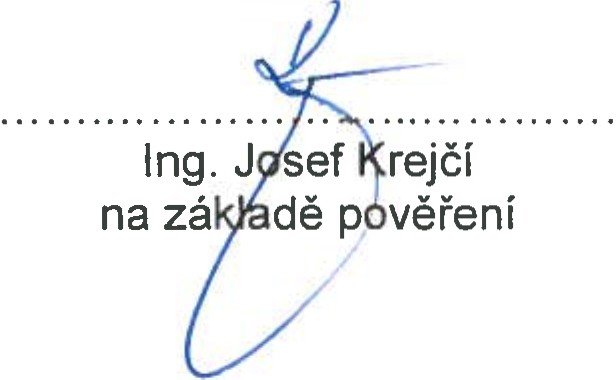 Ing. Josef Krejčí
na základě pověření